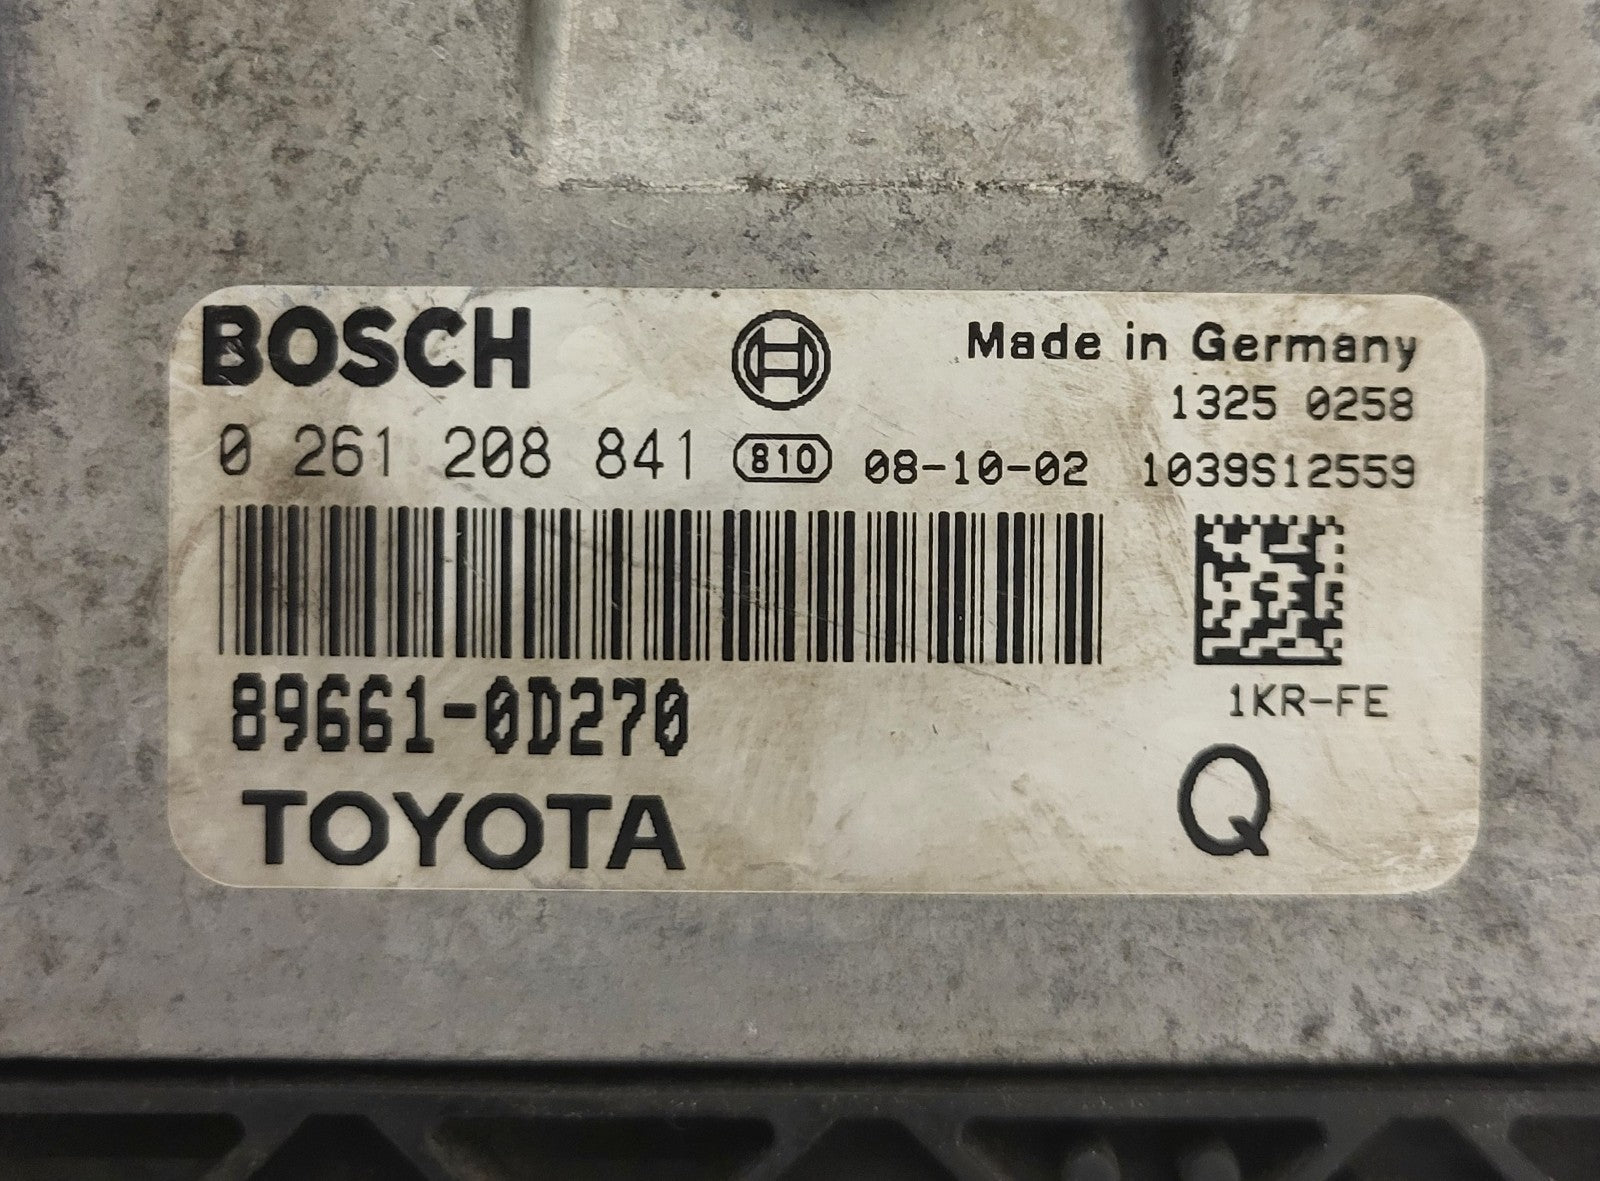 BOSCH
Made in Germany
1325 0258
0 261 208 841 810 08-10-02 1039S12559
89661-0D270
1KR-FE
TOYOTA
Q